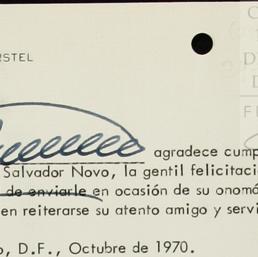 RSTEL
agradece cump
Salvador Novo, la gentil felicitaci
de enviarle en ocasión de su onomá
en reiterarse su atento amigo y servi
, D.F., Octubre de 1970.